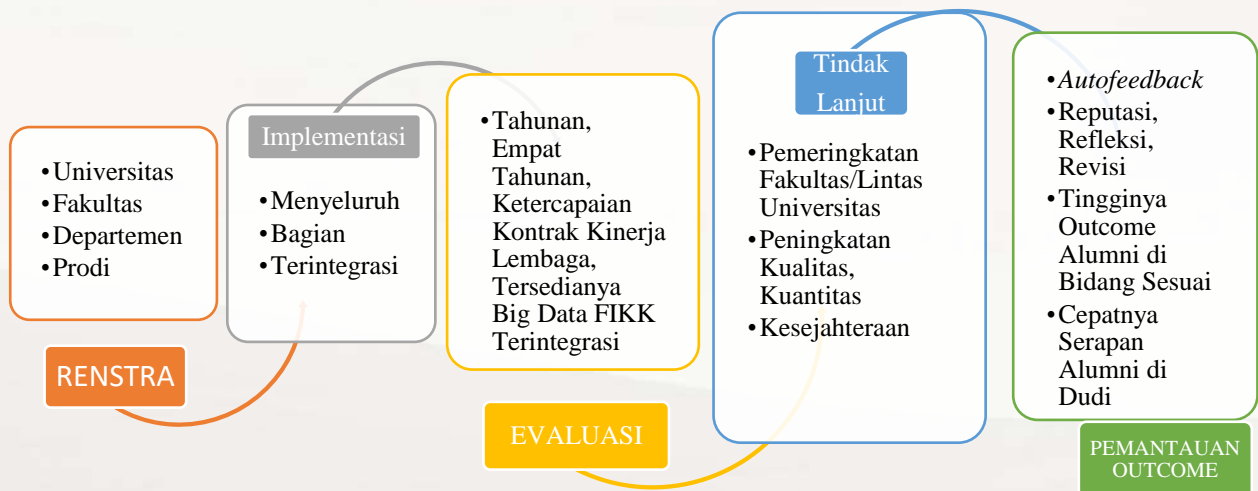 •Universitas
•Fakultas
•Departemen
•Prodi
RENSTRA
Implementasi
•Menyeluruh
•Bagian
•Terintegrasi
•Tahunan,
Empat
Tahunan,
Ketercapaian
Kontrak Kinerja
Lembaga,
Tersedianya
Big Data FIKK
Terintegrasi
EVALUASI
Tindak
Lanjut
•Pemeringkatan
Fakultas/Lintas
Universitas
•Peningkatan
Kualitas,
Kuantitas
•Kesejahteraan
•Autofeedback
•Reputasi,
Refleksi,
Revisi
•Tingginya
Outcome
Alumni di
Bidang Sesuai
•Cepatnya
Serapan
Alumni di
Dudi
PEMANTAUAN
OUTCOME